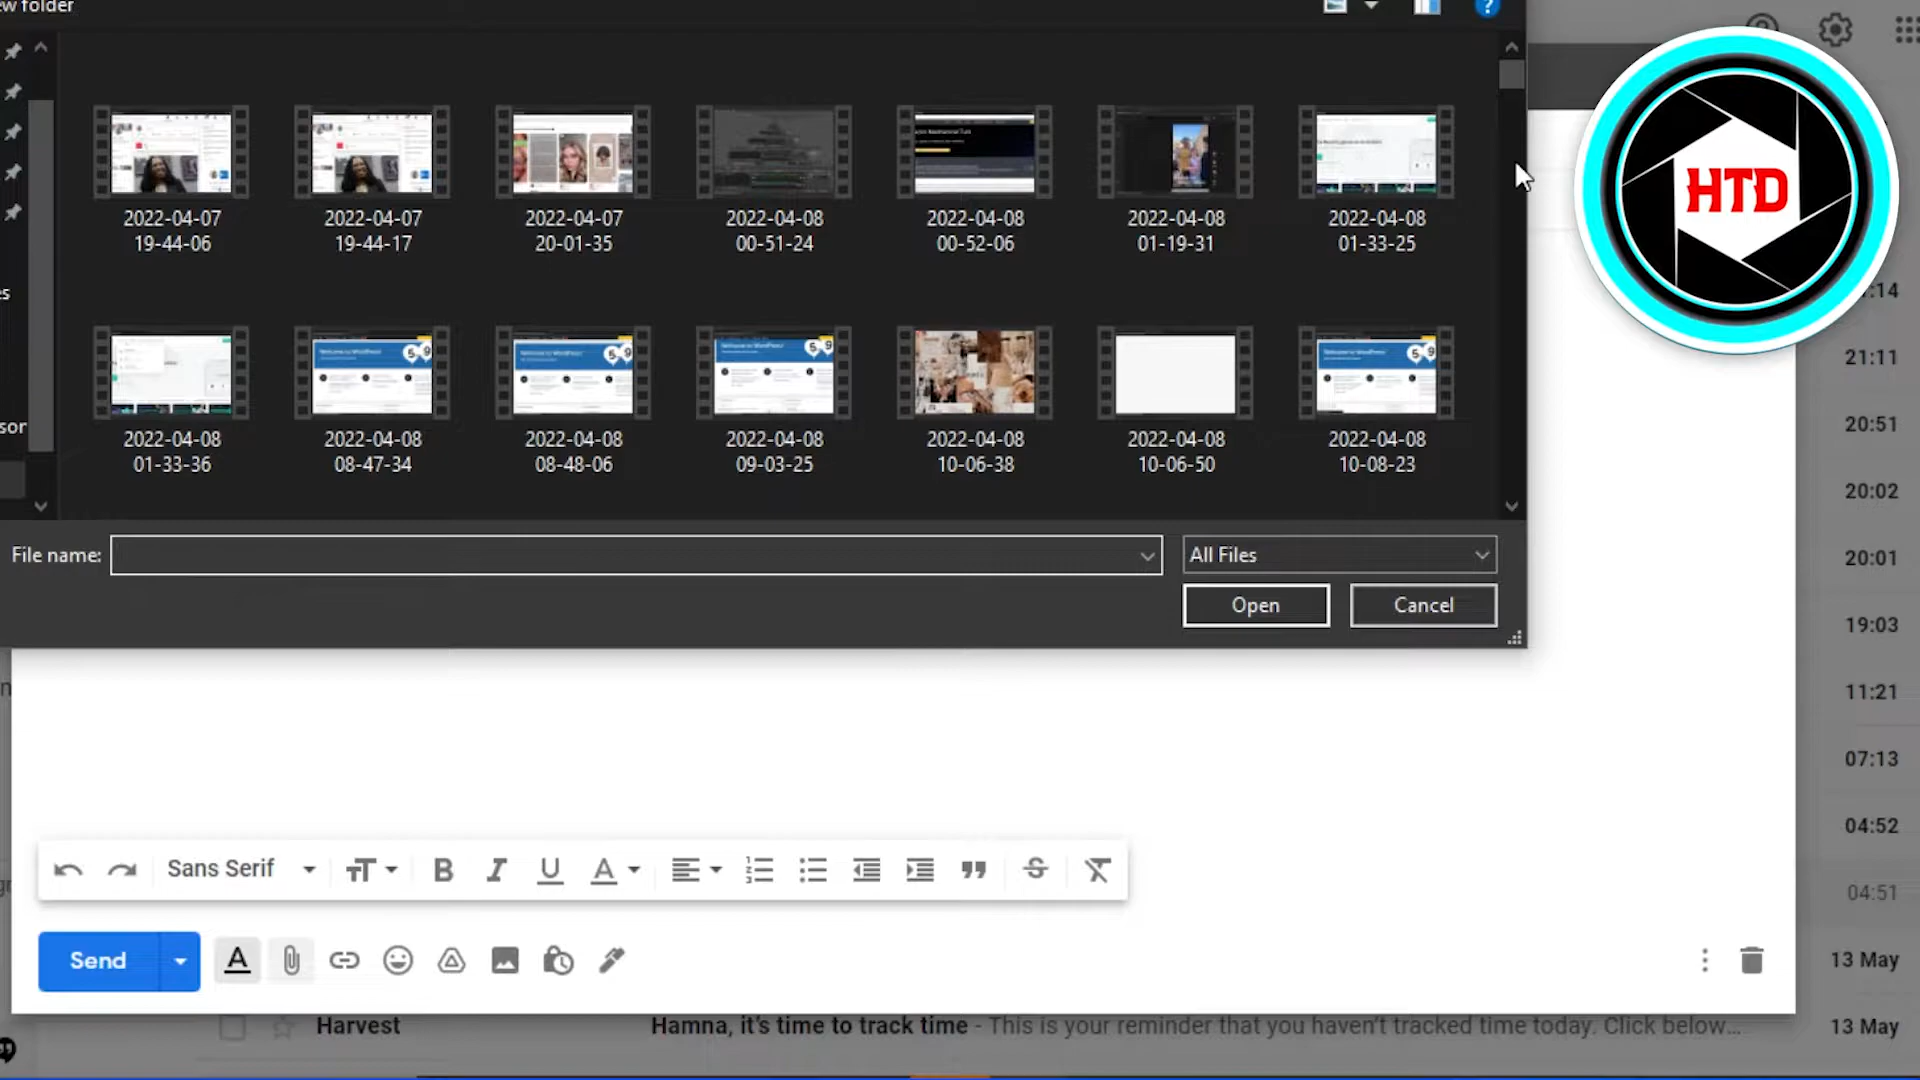 ew folder
HTD
2022-04-07 19-44-06
2022-04-07 19-44-17
2022-04-07 20-01-35
2022-04-08 00-51-24
2022-04-08 00-52-06
2022-04-08 01-19-31
2022-04-08 01-33-25
es
:14
21:11
sor
2022-04-08 01-33-36
2022-04-08 08-47-34
2022-04-08 08-48-06
2022-04-08 09-03-25
2022-04-08 10-06-38
2022-04-08 10-06-50
2022-04-08 10-08-23
20:51
20:02
File name:
All Files
20:01
Open
Cancel
19:03
11:21
07:13
04:52
Sans Serif
04:51
Send
13 May
Harvest
Hamna, it's time to track time - This is your reminder that you haven't tracked time today. Click below...
13 May